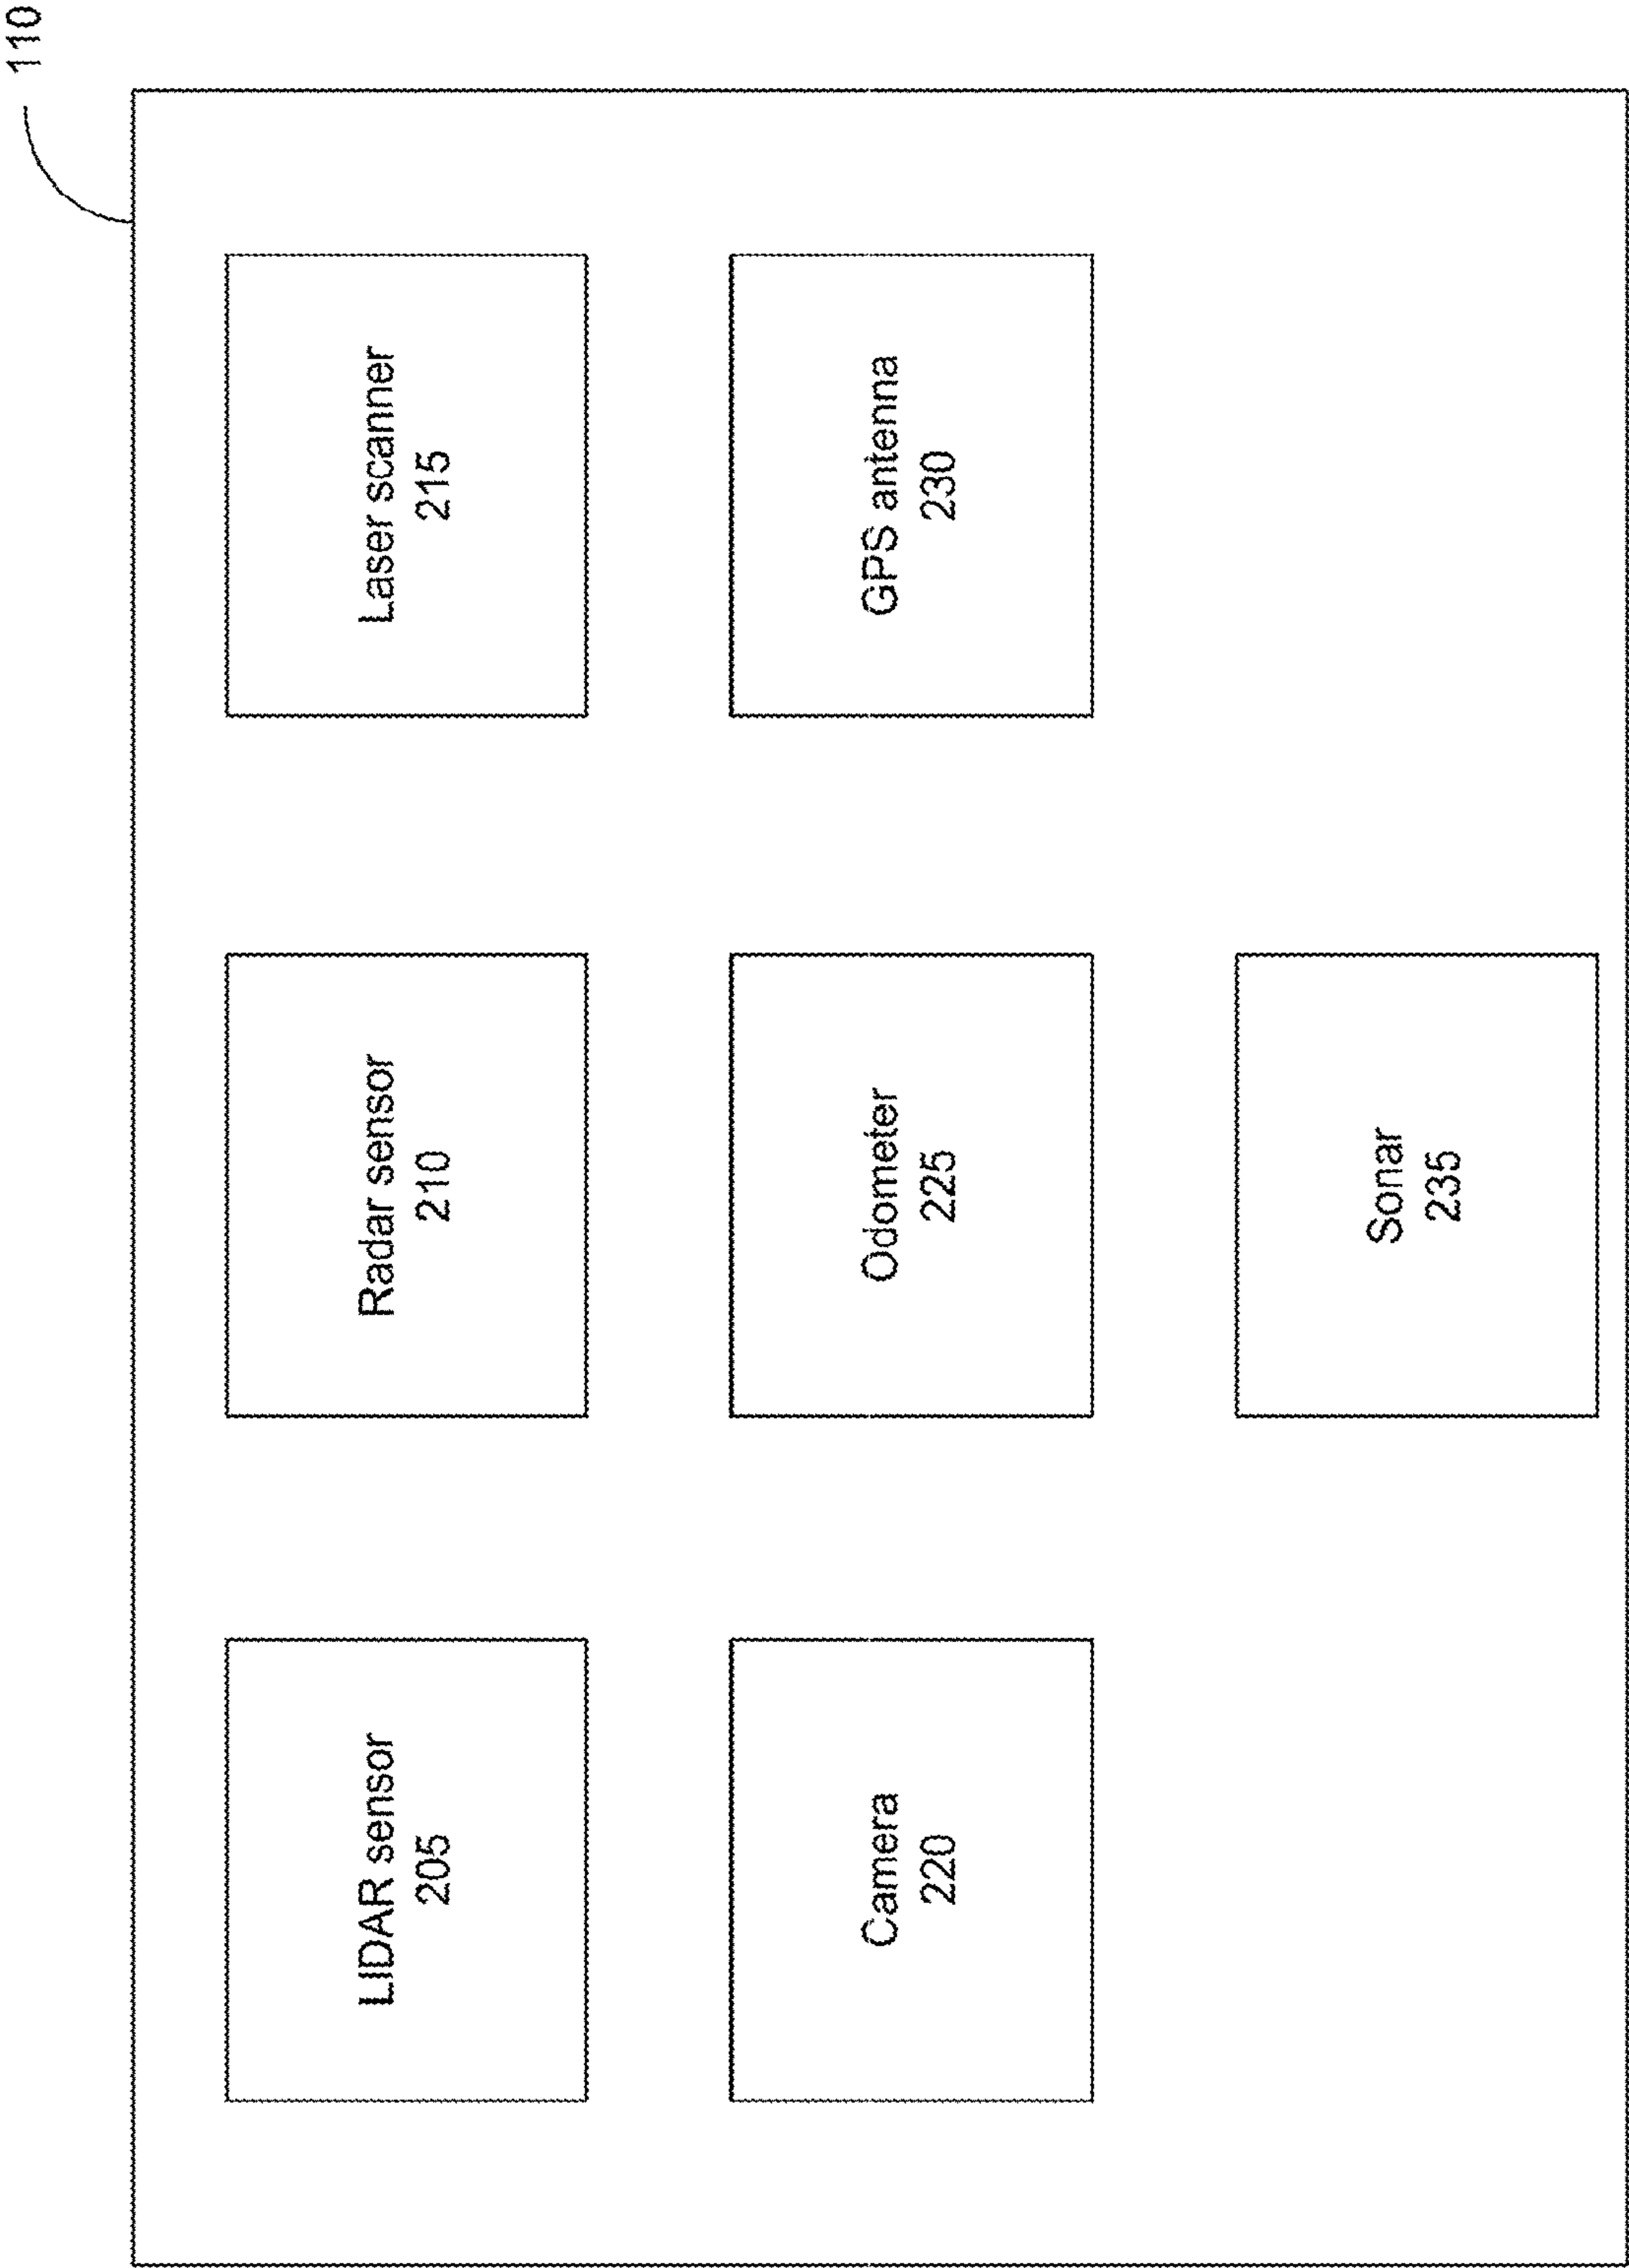 110
LIDAR sensor
205
Radar sensor
210
Laser scanner
215
Camera
220
Odometer
225
GPS antenna
230
Sonar
235